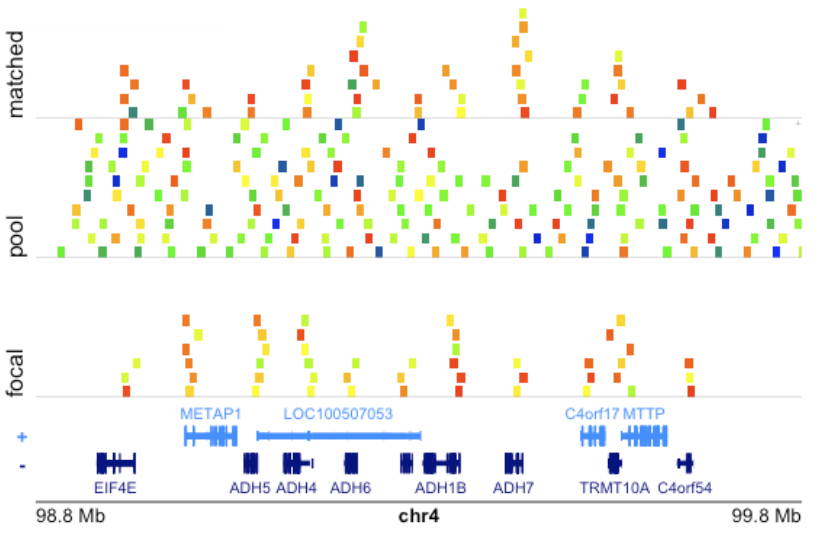 matched
pool
focal
METAP1 LOC100507053 C4orf17 MTTP
+
-
EIF4E ADH5 ADH4 ADH6 ADH1B ADH7 TRMT10A C4orf54
98.8 Mb chr4 99.8 Mb